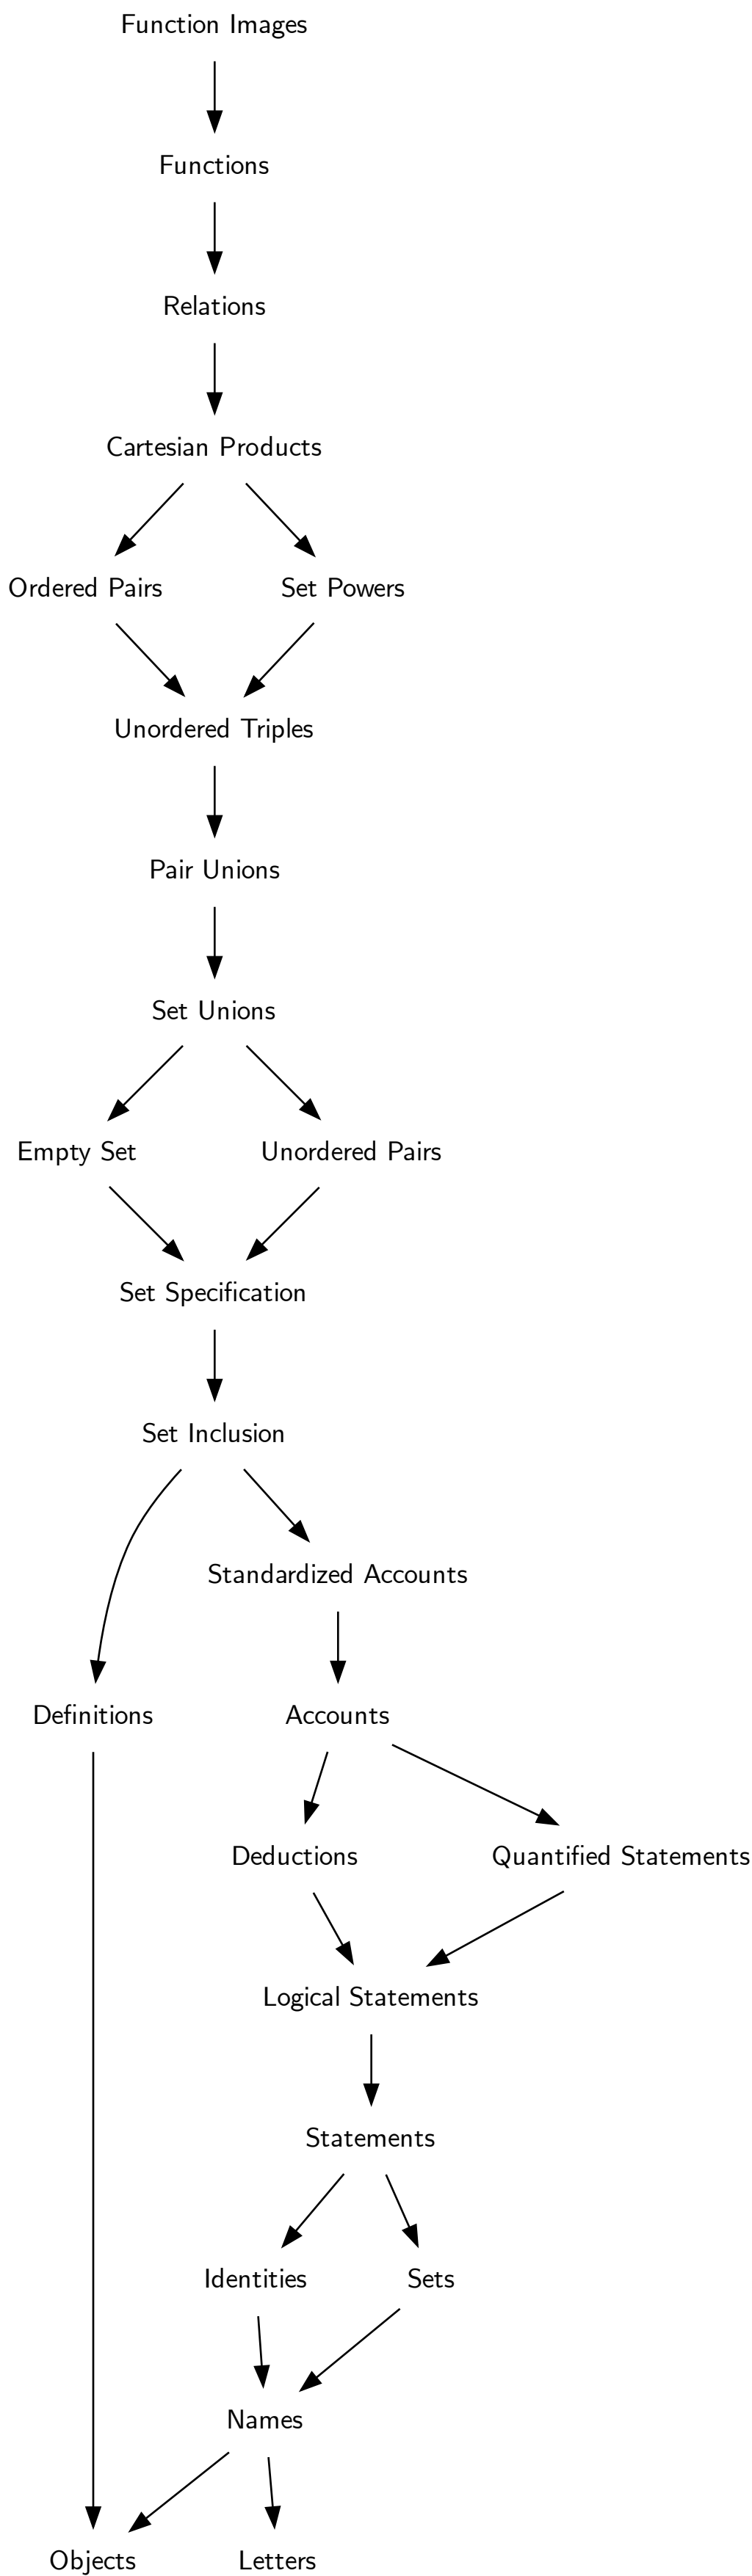 Function Images
Functions
Relations
Cartesian Products
Ordered Pairs
Set Powers
Unordered Triples
Pair Unions
Set Unions
Empty Set
Unordered Pairs
Set Specification
Set Inclusion
Standardized Accounts
Definitions
Accounts
Deductions
Quantified Statements
Logical Statements
Statements
Identities
Sets
Names
Objects
Letters